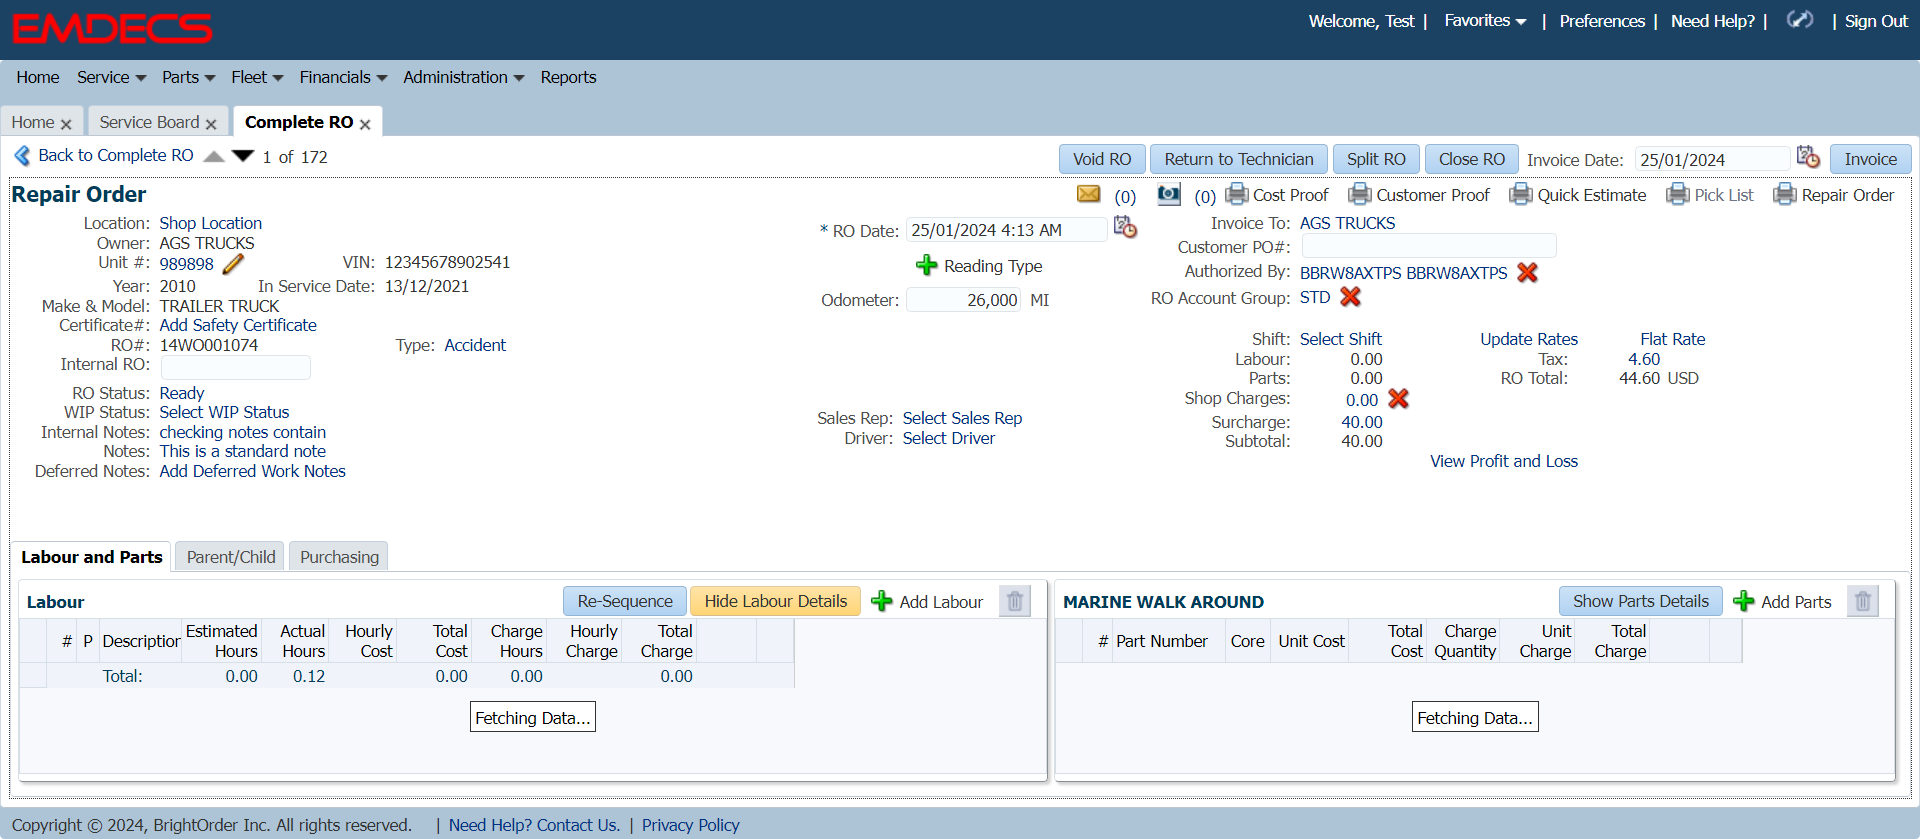 EMDECS
Welcome, Test | Favorites | Preferences | Need Help? | | Sign Out
Home Service Parts Fleet Financials Administration Reports
Home Service Board Complete RO
Back to Complete RO 1 of 172 Void RO Return to Technician Split RO Close RO Invoice Date: 25/01/2024 Invoice
Repair Order (0) (0) Cost Proof Customer Proof Quick Estimate Pick List Repair Order
Location: Shop Location
Owner: AGS TRUCKS
Unit #: 989898 VIN: 12345678902541
Year: 2010 In Service Date: 13/12/2021
Make & Model: TRAILER TRUCK
Certificate#: Add Safety Certificate
RO#: 14WO001074 Type: Accident
Internal RO:
RO Status: Ready
WIP Status: Select WIP Status
Internal Notes: checking notes contain
Notes: This is a standard note
Deferred Notes: Add Deferred Work Notes
* RO Date: 25/01/2024 4:13 AM
Reading Type
Odometer: 26,000 MI
Sales Rep: Select Sales Rep
Driver: Select Driver
Invoice To: AGS TRUCKS
Customer PO#:
Authorized By: BBRW8AXTPS BBRW8AXTPS
RO Account Group: STD
Shift: Select Shift Update Rates Flat Rate
Labour: 0.00 Tax: 4.60
Parts: 0.00 RO Total: 44.60 USD
Shop Charges: 0.00
Surcharge: 40.00
Subtotal: 40.00
View Profit and Loss
Labour and Parts Parent/Child Purchasing
Labour Re-Sequence Hide Labour Details Add Labour
# P Description Estimated Hours Actual Hours Hourly Cost Total Cost Charge Hours Hourly Charge Total Charge
Total: 0.00 0.12 0.00 0.00 0.00
Fetching Data...
MARINE WALK AROUND Show Parts Details Add Parts
# Part Number Core Unit Cost Total Cost Charge Quantity Unit Charge Total Charge
Fetching Data...
Copyright © 2024, BrightOrder Inc. All rights reserved. | Need Help? Contact Us. | Privacy Policy